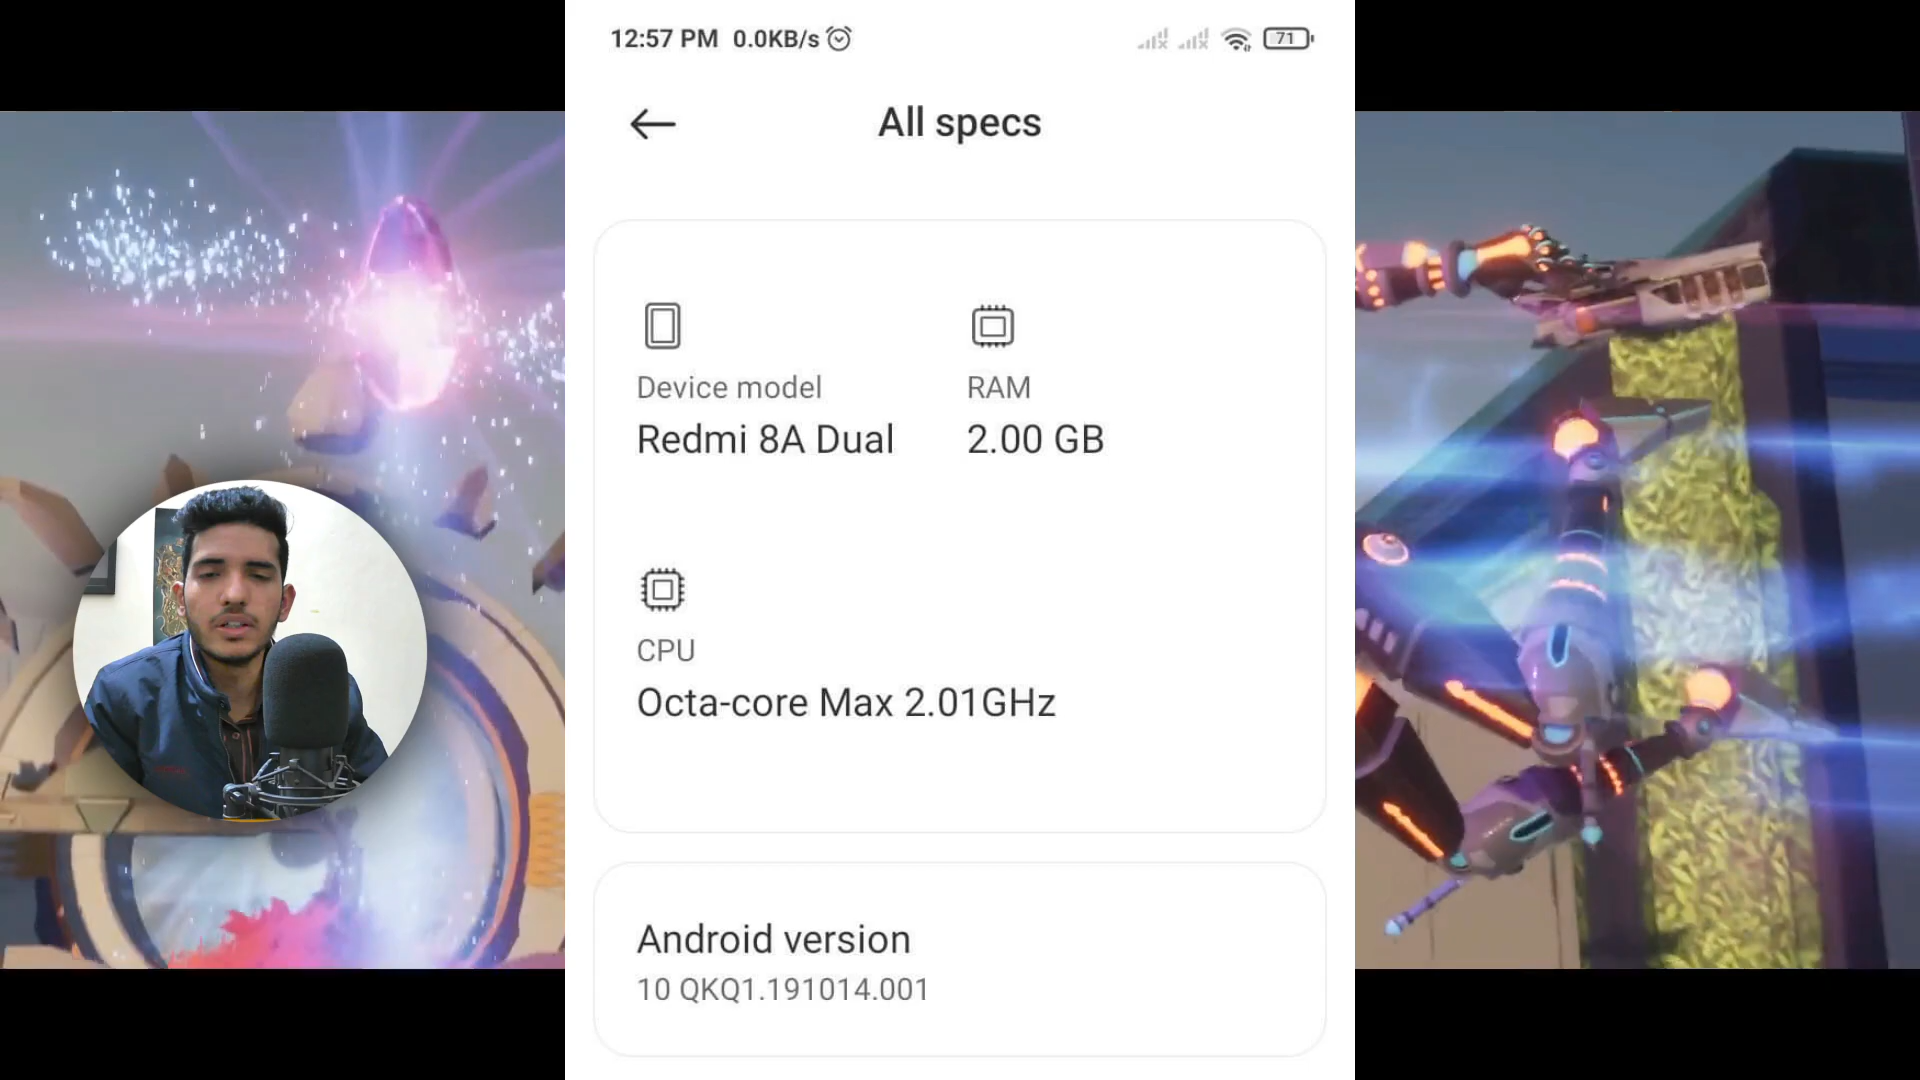 12:57 PM 0.0KB/s 71
All specs
Device model
Redmi 8A Dual
RAM
2.00 GB
CPU
Octa-core Max 2.01GHz
Android version
10 QKQ1.191014.001